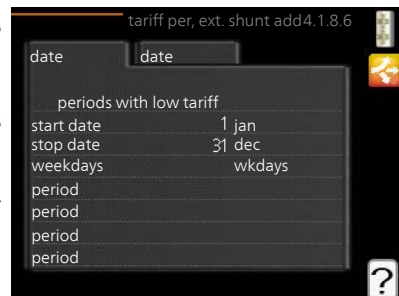 tariff per, ext. shunt add4.1.8.6
date date
periods with low tariff
start date 1 jan
stop date 31 dec
weekdays wkdays
period
period
period
period
?